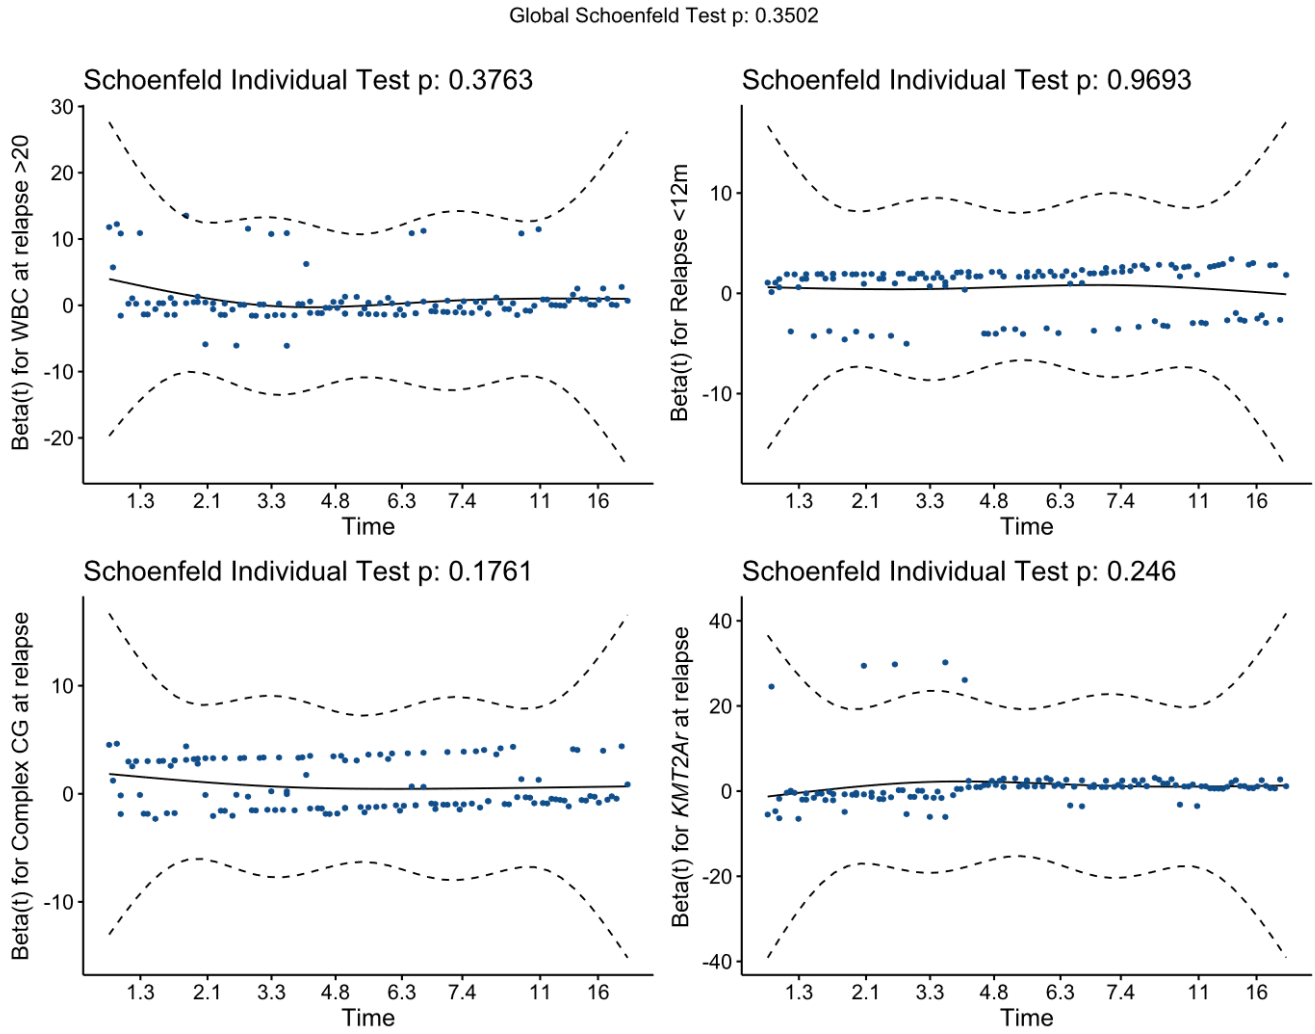 Global Schoenfeld Test p: 0.3502
Schoenfeld Individual Test p: 0.3763
Beta(t) for WBC at relapse >20
30
20
10
0
-10
-20
1.3 2.1 3.3 4.8 6.3 7.4 11 16
Time
Schoenfeld Individual Test p: 0.9693
Beta(t) for Relapse <12m
10
0
-10
1.3 2.1 3.3 4.8 6.3 7.4 11 16
Time
Schoenfeld Individual Test p: 0.1761
Beta(t) for Complex CG at relapse
10
0
-10
1.3 2.1 3.3 4.8 6.3 7.4 11 16
Time
Schoenfeld Individual Test p: 0.246
Beta(t) for KMT2Ar at relapse
40
20
0
-20
-40
1.3 2.1 3.3 4.8 6.3 7.4 11 16
Time